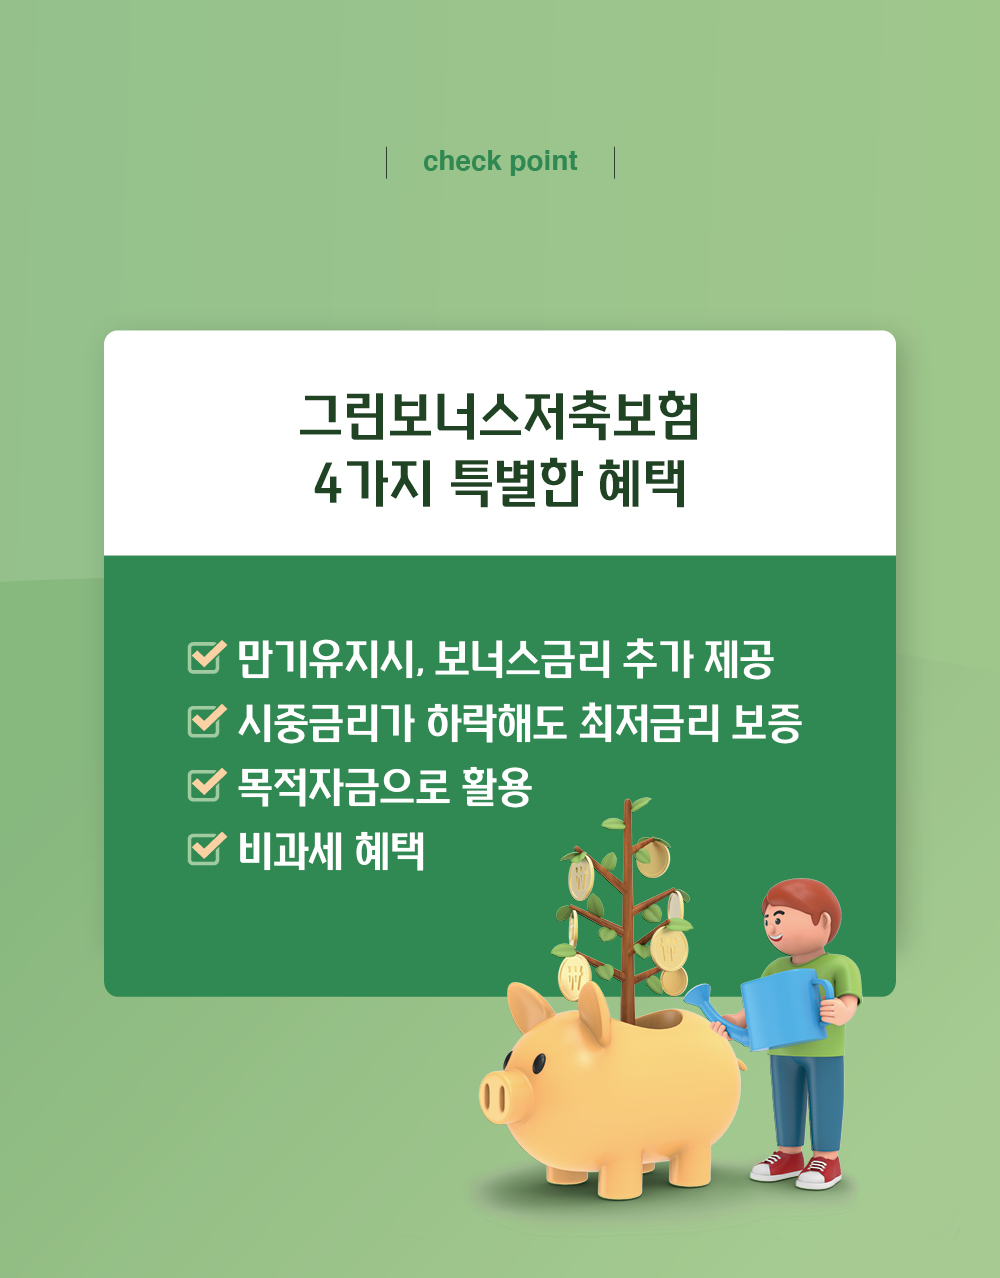 check point
그린보너스저축보험
4가지 특별한 혜택
만기유지시, 보너스금리 추가 제공
시중금리가 하락해도 최저금리 보증
목적자금으로 활용
비과세 혜택